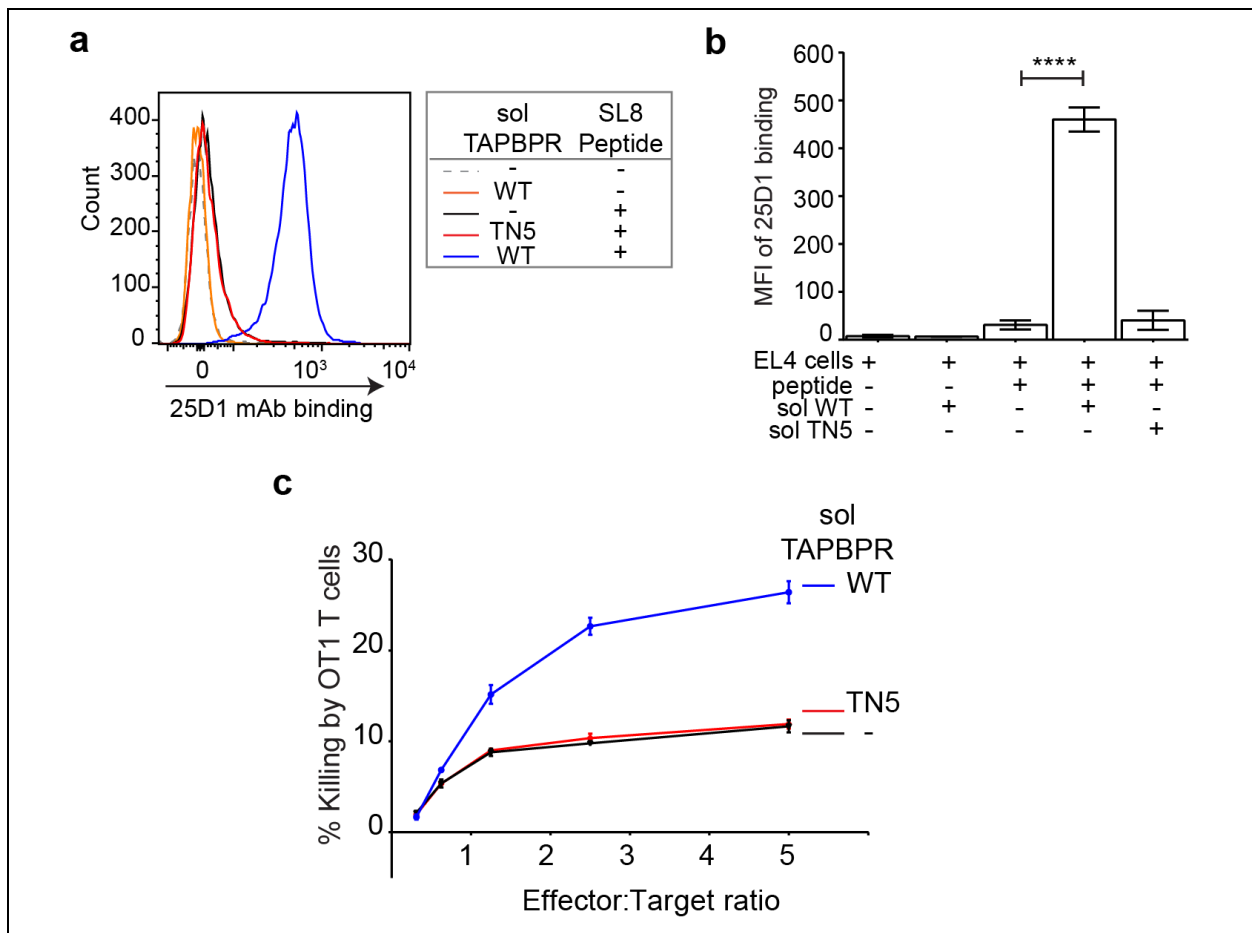 a
400
300
200
100
0
Count
0 10³ 10⁴
25D1 mAb binding
sol SL8
TAPBPR Peptide
- -
WT -
- +
TN5 +
WT +
b
600
500
400
300
200
100
0
MFI of 25D1 binding
****
EL4 cells + + + + +
peptide - - + + +
sol WT - + - + -
sol TN5 - - - - +
c
30
20
10
0
% Killing by OT1 T cells
1 2 3 4 5
Effector:Target ratio
sol
TAPBPR
WT
TN5
-